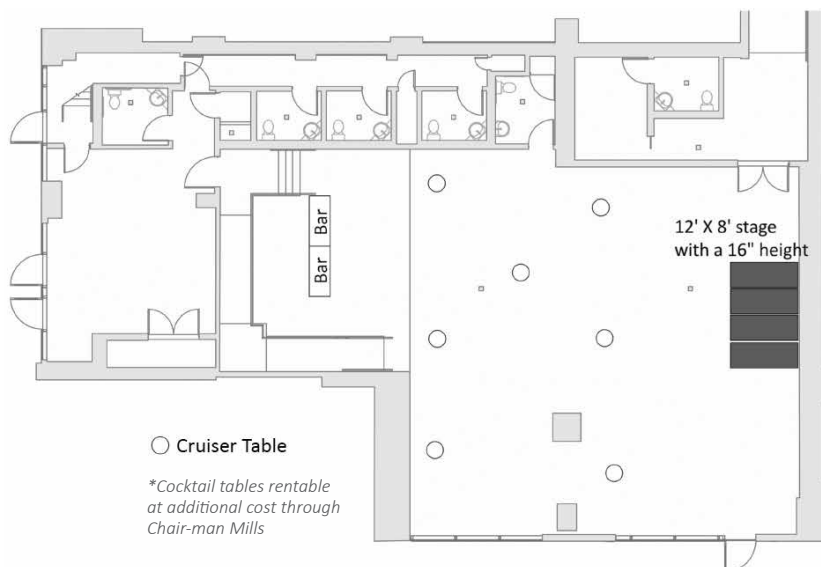 12' X 8' stage
with a 16" height
Bar
Bar
Cruiser Table
*Cocktail tables rentable
at additional cost through
Chair-man Mills